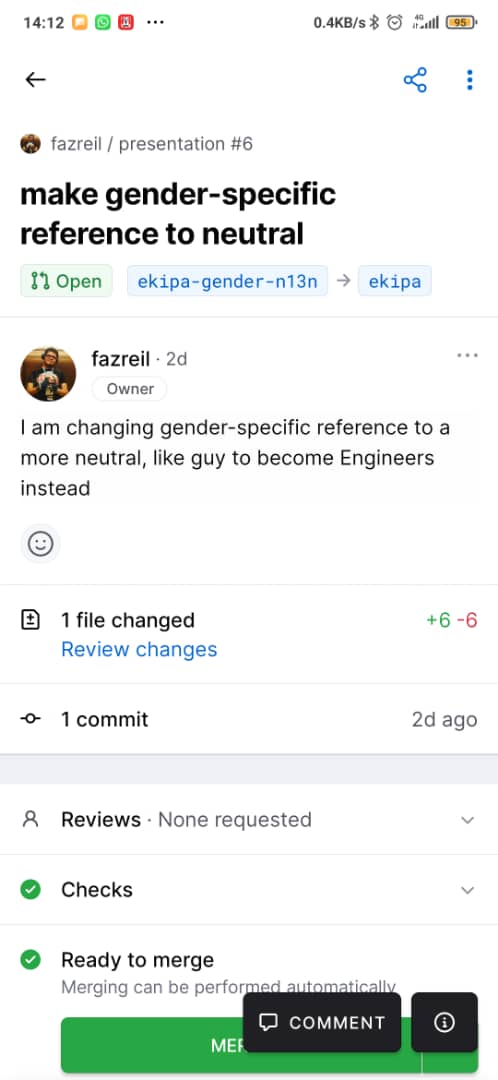 14:12
0.4KB/s
4G
95
fazreil / presentation #6
make gender-specific
reference to neutral
Open
ekipa-gender-n13n → ekipa
fazreil · 2d
Owner
I am changing gender-specific reference to a
more neutral, like guy to become Engineers
instead
1 file changed
+6 -6
Review changes
1 commit
2d ago
Reviews · None requested
Checks
Ready to merge
Merging can be performed automatically
COMMENT